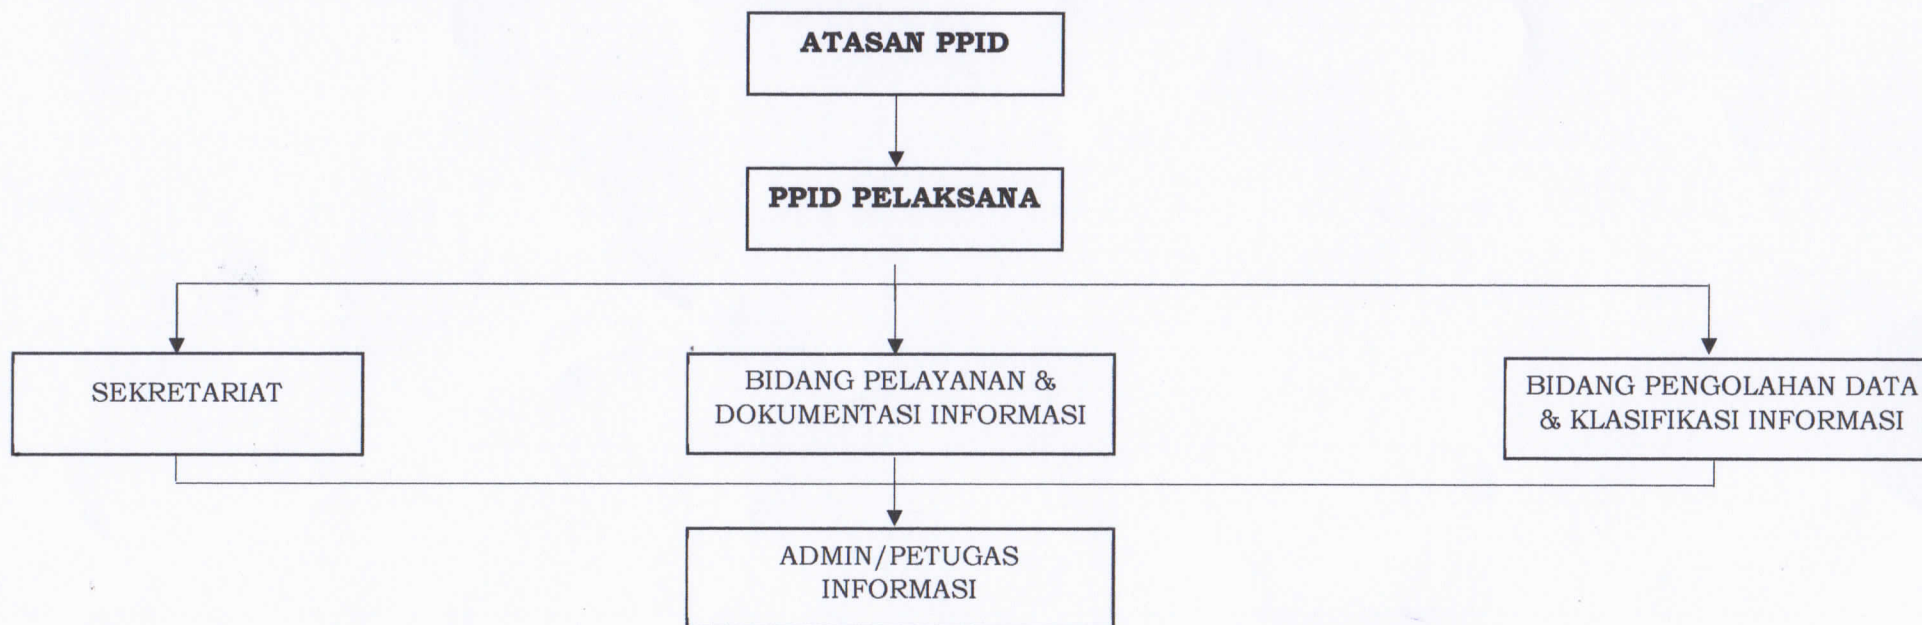 ATASAN PPID
PPID PELAKSANA
SEKRETARIAT
BIDANG PELAYANAN &
DOKUMENTASI INFORMASI
BIDANG PENGOLAHAN DATA
& KLASIFIKASI INFORMASI
ADMIN/PETUGAS
INFORMASI